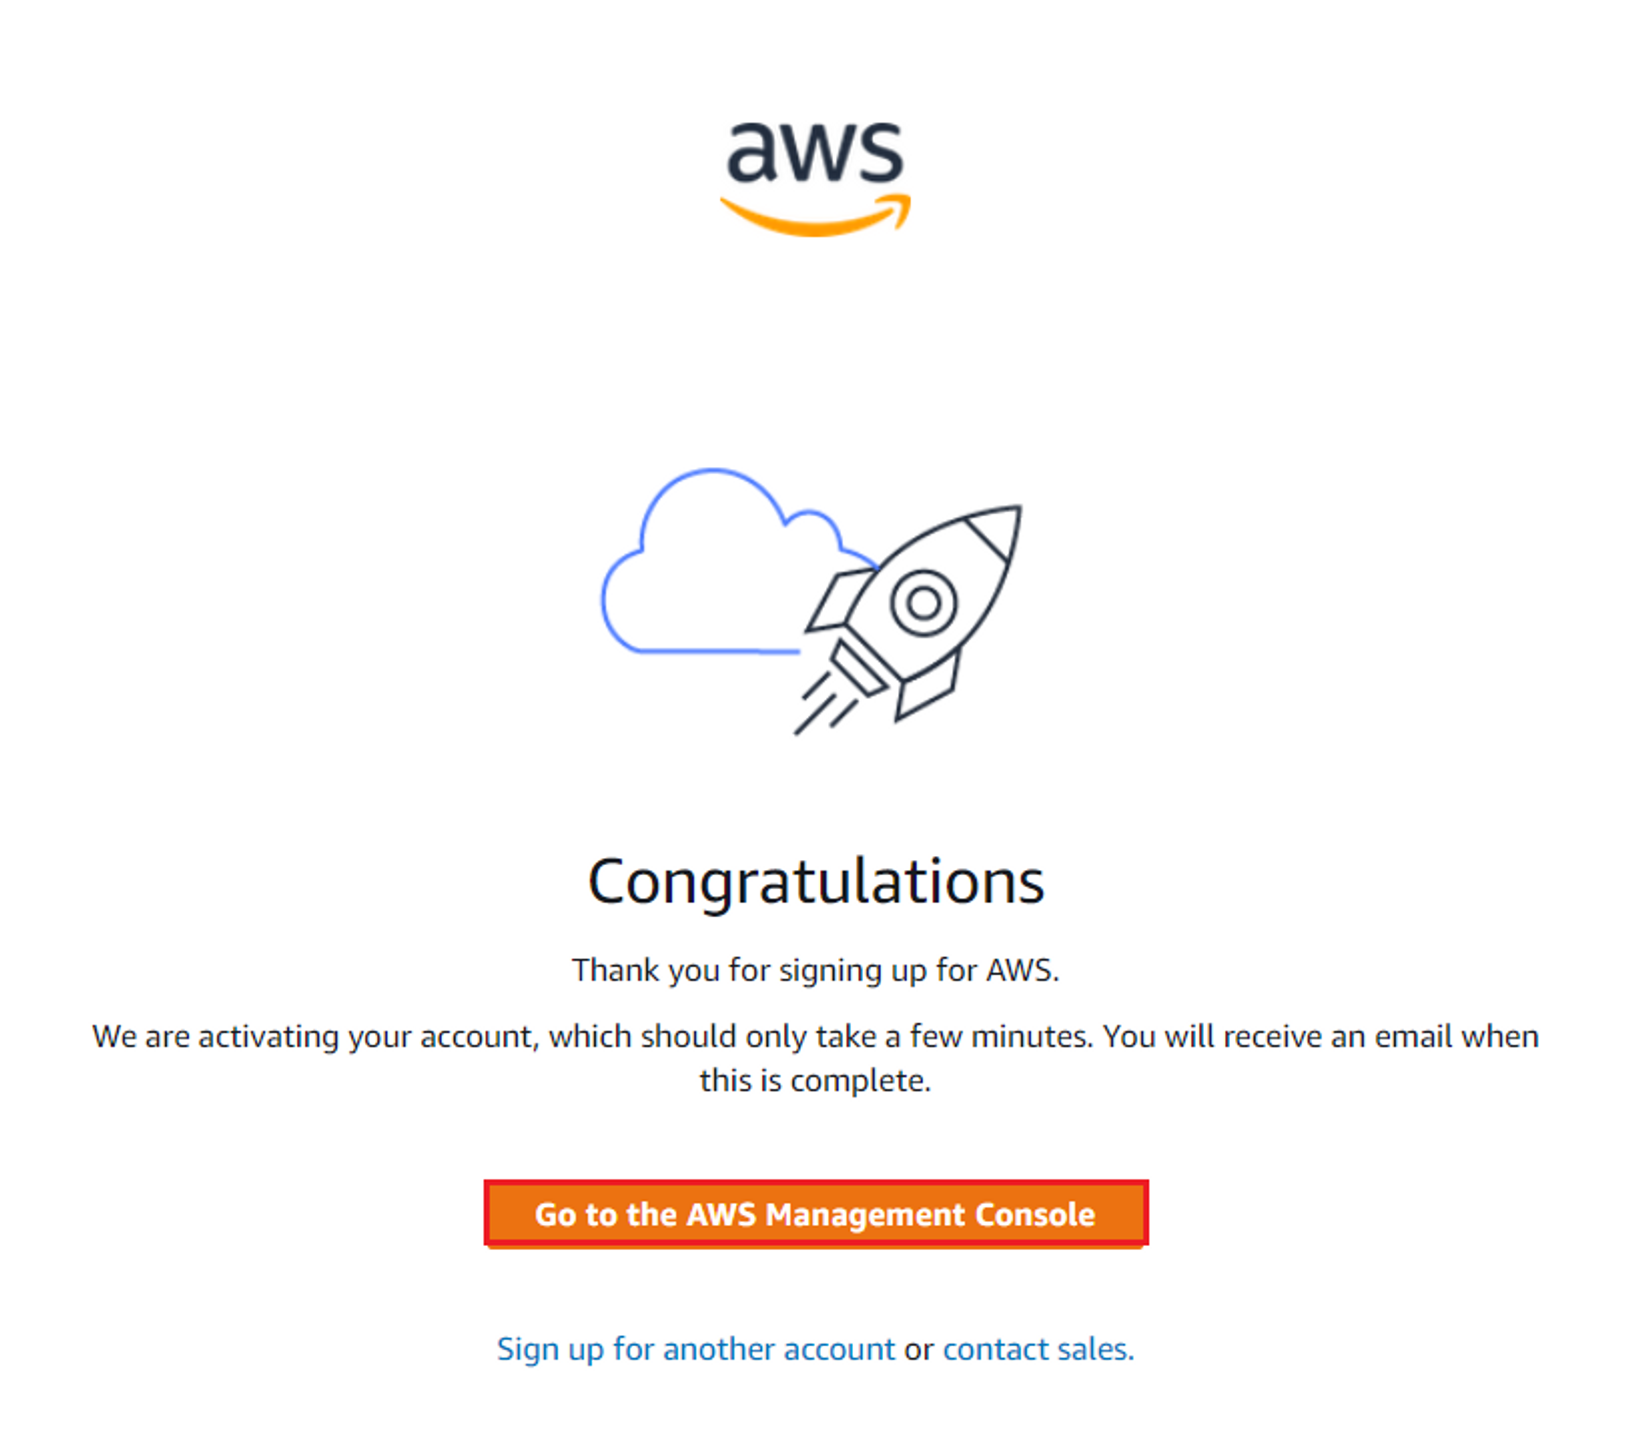 aws
Congratulations
Thank you for signing up for AWS.
We are activating your account, which should only take a few minutes. You will receive an email when
this is complete.
Go to the AWS Management Console
Sign up for another account or contact sales.